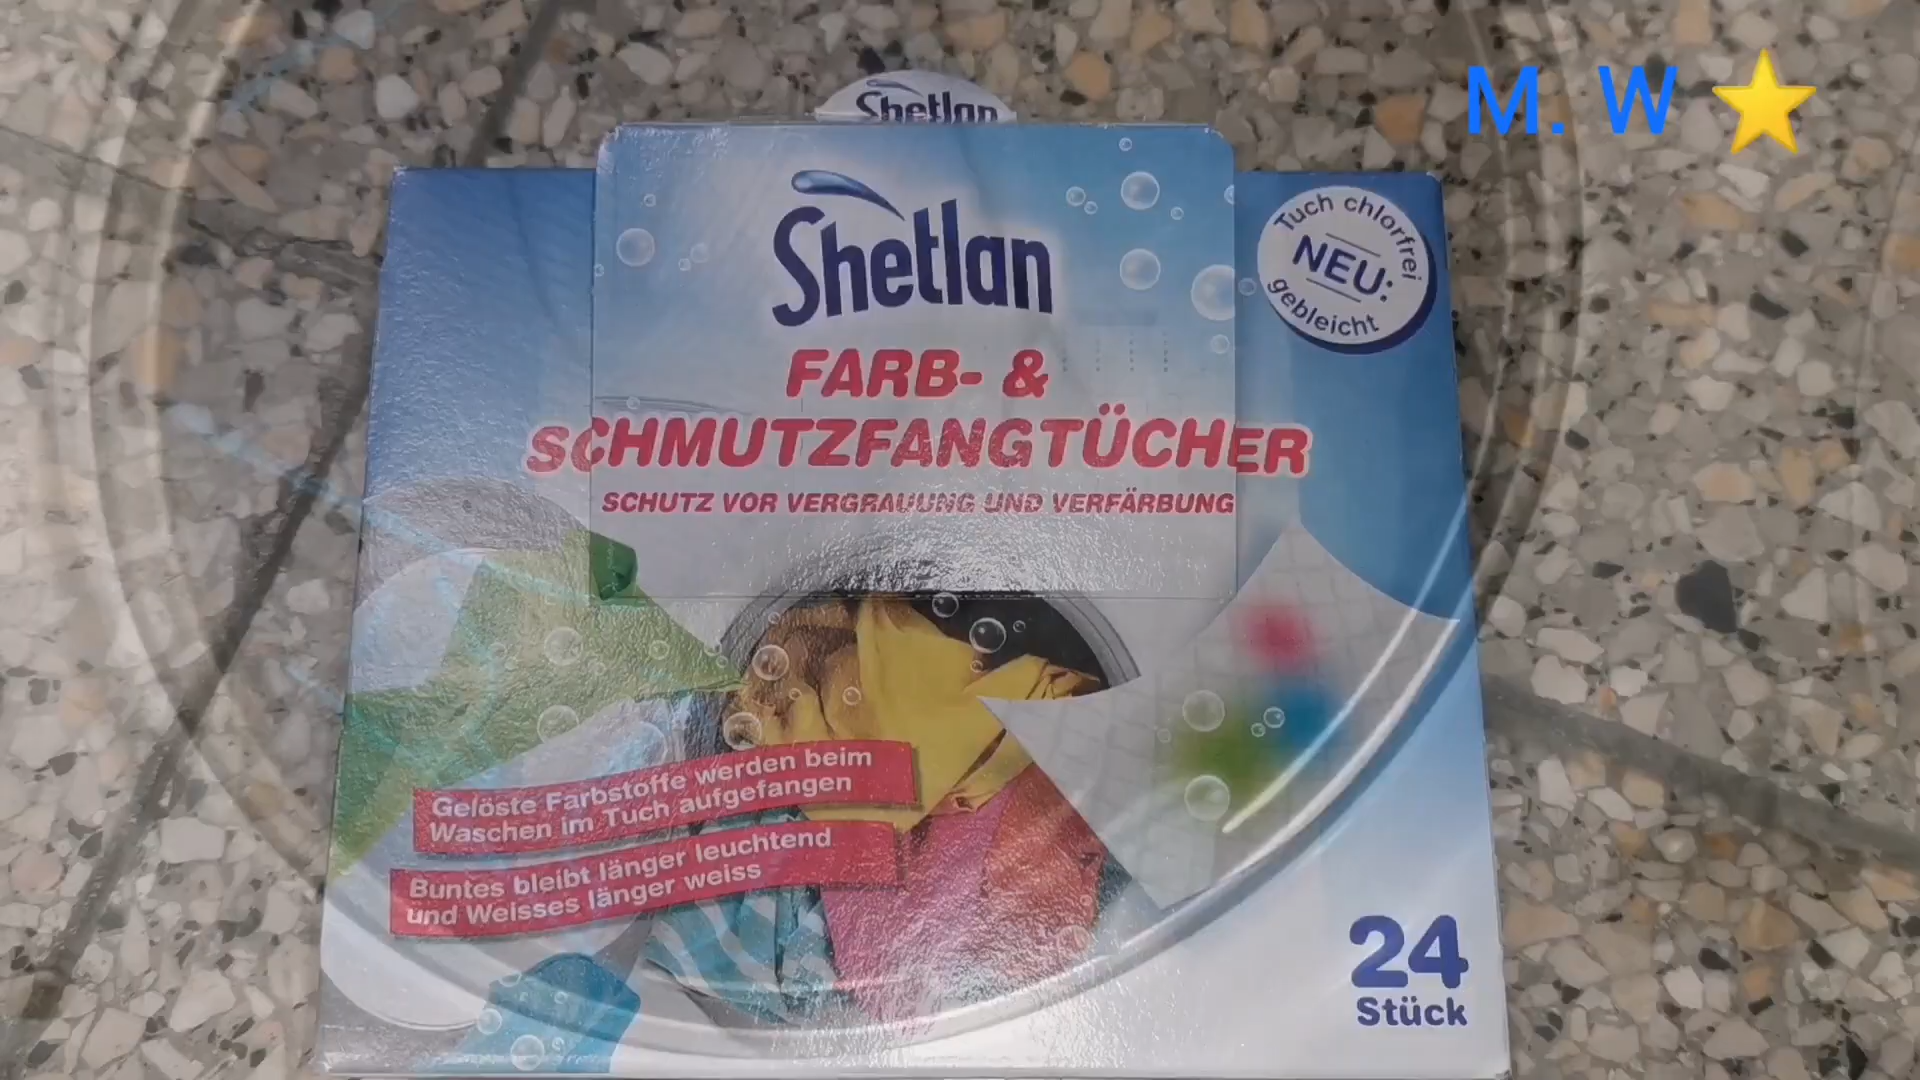 M. W
Shetlan
Shetlan
Tuch chlorfrei
NEU:
gebleicht
FARB- &
SCHMUTZFANGTÜCHER
SCHUTZ VOR VERGRAUUNG UND VERFÄRBUNG
Gelöste Farbstoffe werden beim
Waschen im Tuch aufgefangen
Buntes bleibt länger leuchtend
und Weisses länger weiss
24
Stück